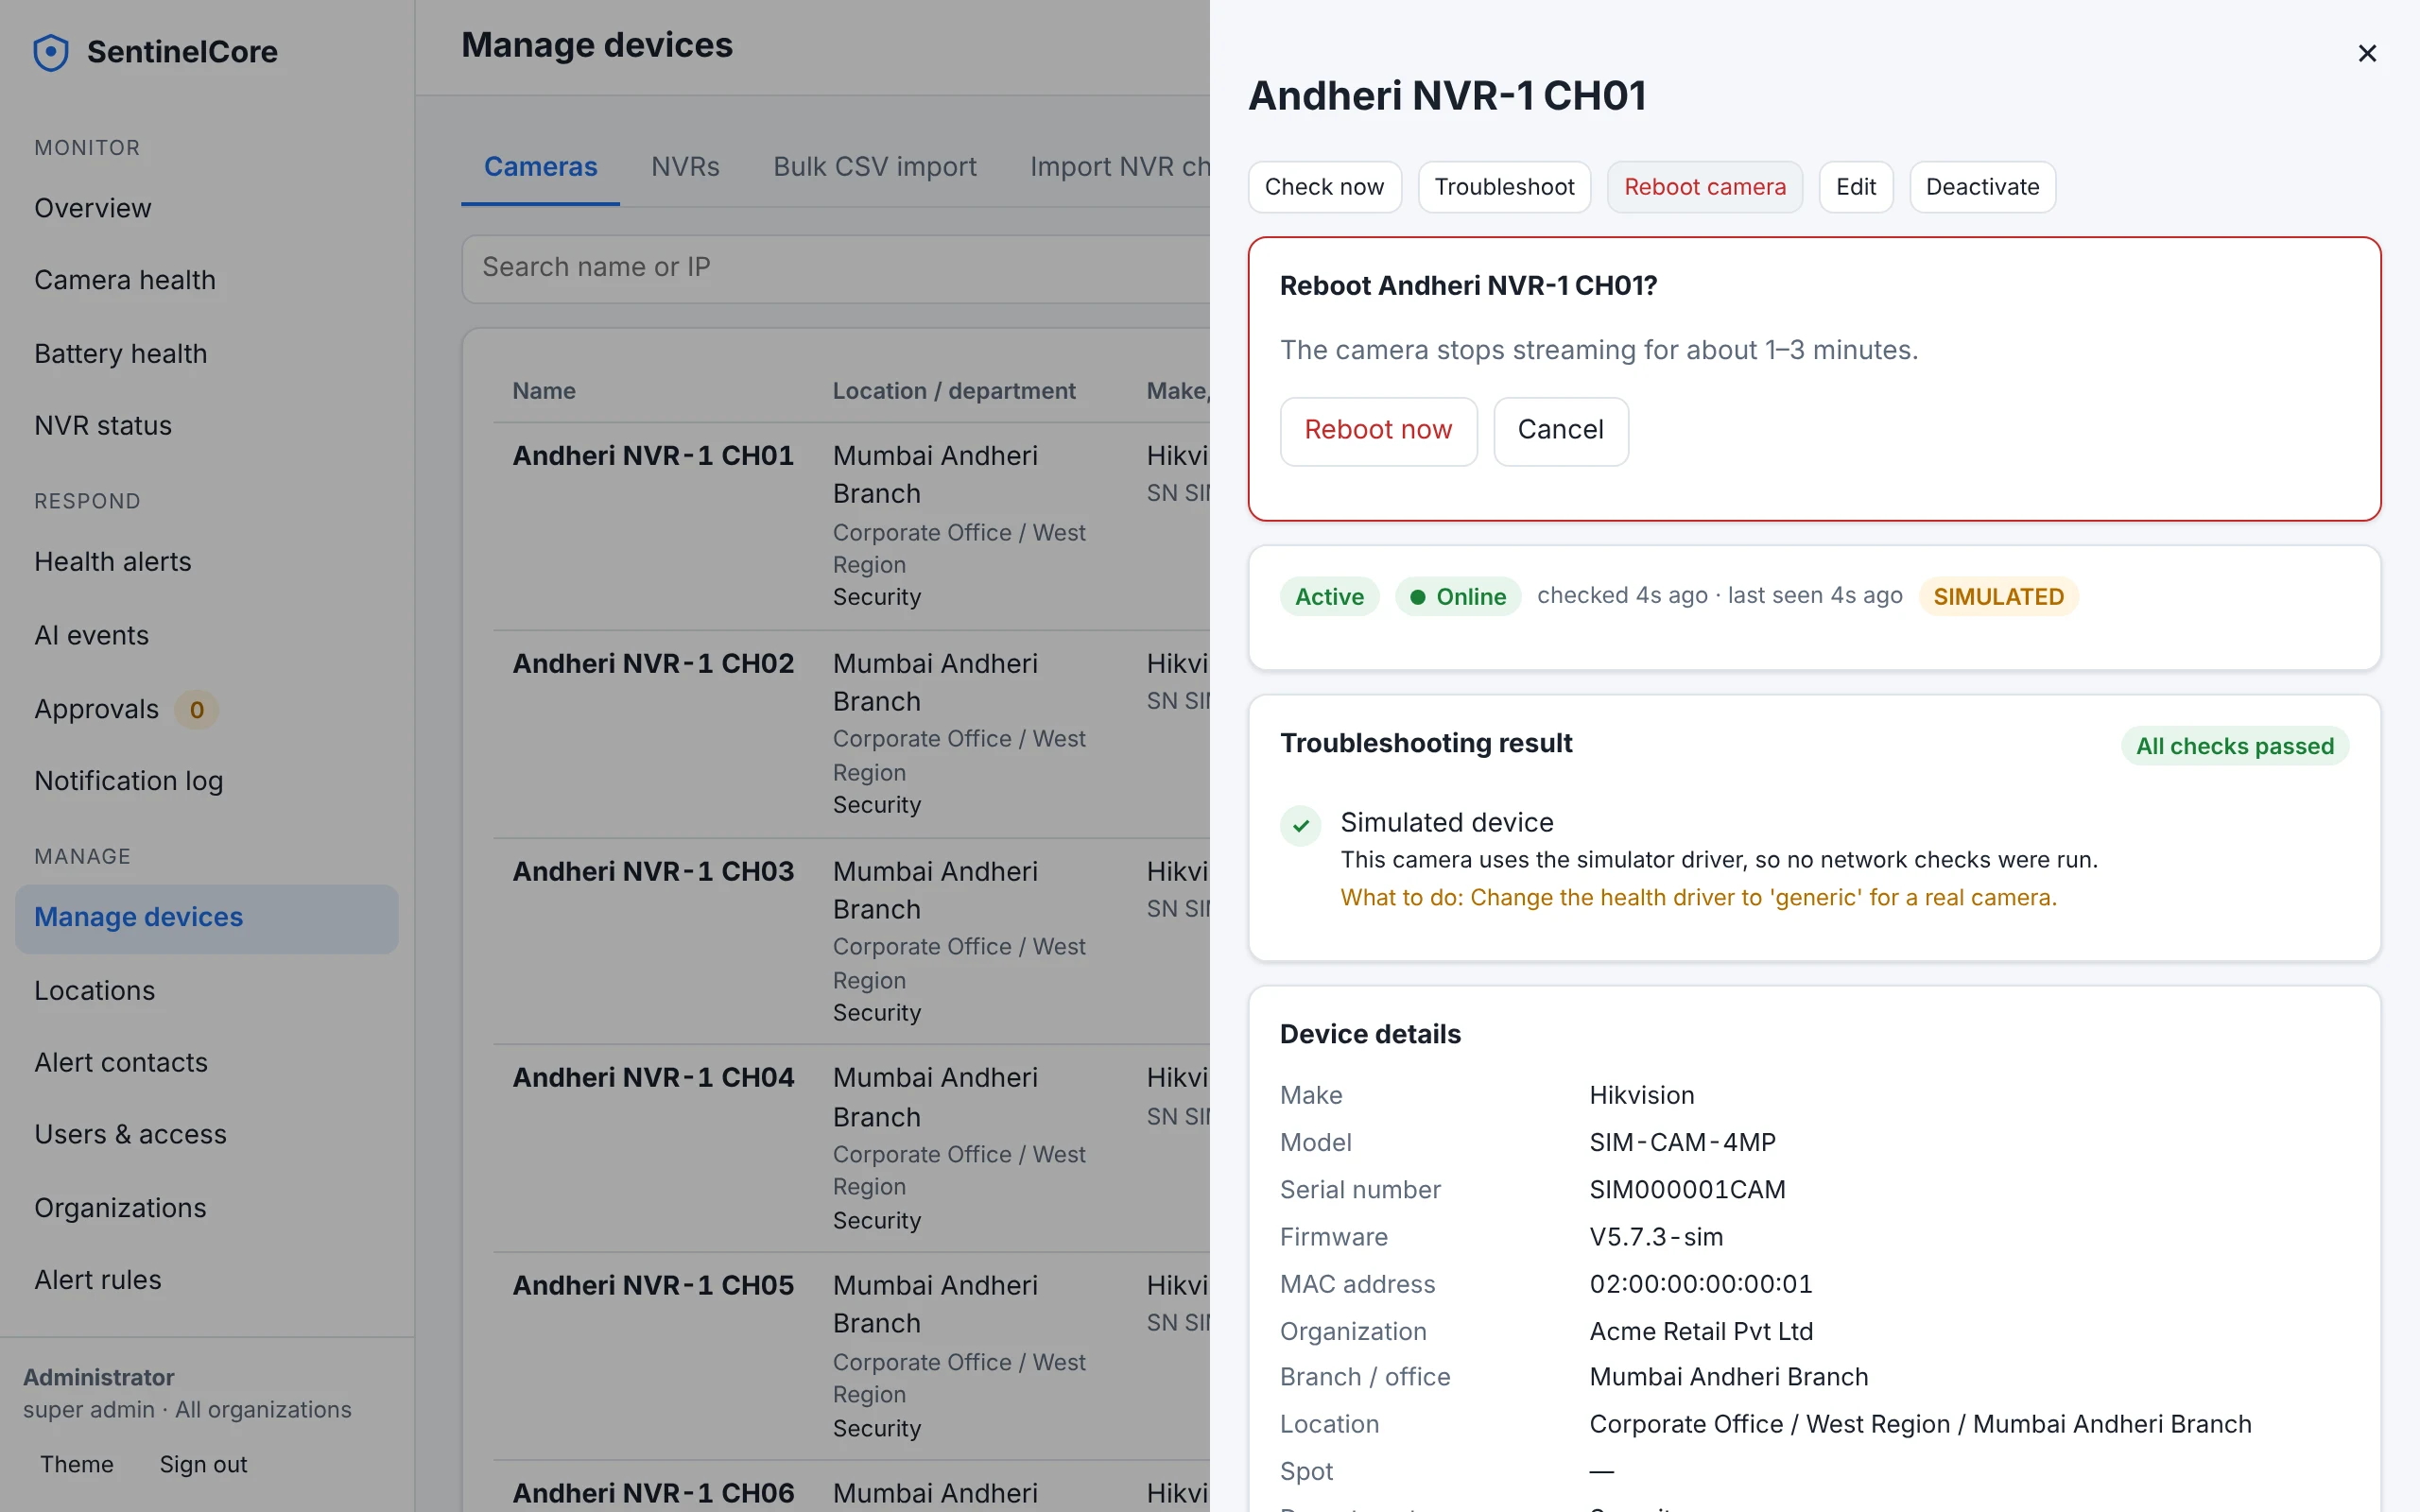 SentinelCore
MONITOR
Overview
Camera health
Battery health
NVR status
RESPOND
Health alerts
AI events
Approvals 0
Notification log
MANAGE
Manage devices
Locations
Alert contacts
Users & access
Organizations
Alert rules
Administrator
super admin · All organizations
Theme Sign out
Manage devices
Cameras NVRs Bulk CSV import Import NVR ch
Search name or IP
Name Location / department Make,
Andheri NVR-1 CH01 Mumbai Andheri Hikvi
Branch SN SIM
Corporate Office / West
Region
Security
Andheri NVR-1 CH02 Mumbai Andheri Hikvi
Branch SN SIM
Corporate Office / West
Region
Security
Andheri NVR-1 CH03 Mumbai Andheri Hikvi
Branch SN SIM
Corporate Office / West
Region
Security
Andheri NVR-1 CH04 Mumbai Andheri Hikvi
Branch SN SIM
Corporate Office / West
Region
Security
Andheri NVR-1 CH05 Mumbai Andheri Hikvi
Branch SN SIM
Corporate Office / West
Region
Security
Andheri NVR-1 CH06 Mumbai Andheri Hikvi
Andheri NVR-1 CH01
Check now Troubleshoot Reboot camera Edit Deactivate
Reboot Andheri NVR-1 CH01?
The camera stops streaming for about 1–3 minutes.
Reboot now Cancel
Active Online checked 4s ago · last seen 4s ago SIMULATED
Troubleshooting result All checks passed
Simulated device
This camera uses the simulator driver, so no network checks were run.
What to do: Change the health driver to 'generic' for a real camera.
Device details
Make Hikvision
Model SIM-CAM-4MP
Serial number SIM000001CAM
Firmware V5.7.3-sim
MAC address 02:00:00:00:00:01
Organization Acme Retail Pvt Ltd
Branch / office Mumbai Andheri Branch
Location Corporate Office / West Region / Mumbai Andheri Branch
Spot —